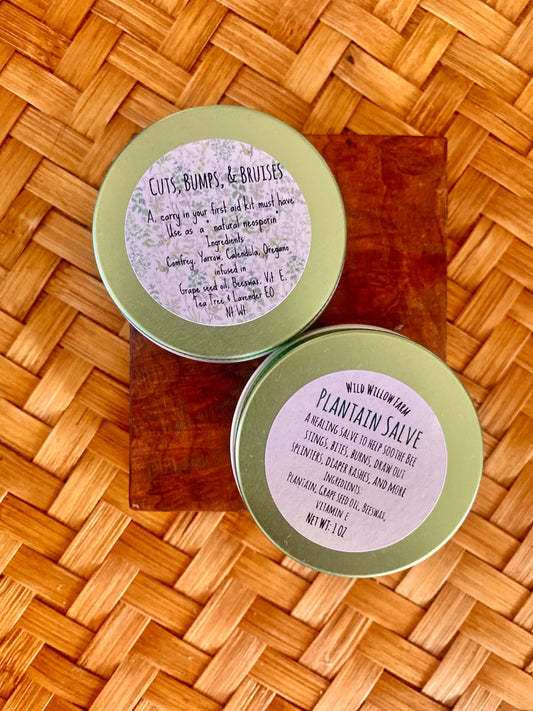 Cuts, Bumps, & Bruises
A, carry in your first aid kit must have
Use as a "natural neosporin"
Ingredients
Comfrey, Yarrow, Calendula, Oregano
infused in
Grape seed oil, Beeswax, Vit E,
Tea Tree & Lavender EO
Nt Wt
Wild Willow Farm
Plantain Salve
A healing salve to help soothe bee
stings, bites, burns, draw out
splinters, diaper rashes, and more
Ingredients:
Plantain, Grape seed Oil, Beeswax,
vitamin E
Net Wt: 1 oz